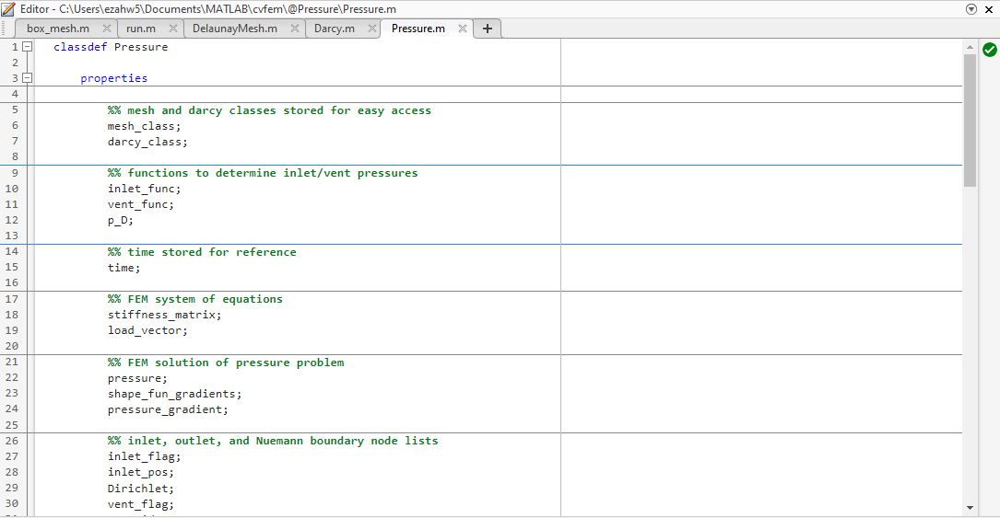 Editor - C:\Users\ezahw5\Documents\MATLAB\cvfem\@Pressure\Pressure.m
box_mesh.m run.m DelaunayMesh.m Darcy.m Pressure.m
1 classdef Pressure
2
3 properties
4
5 %% mesh and darcy classes stored for easy access
6 mesh_class;
7 darcy_class;
8
9 %% functions to determine inlet/vent pressures
10 inlet_func;
11 vent_func;
12 p_D;
13
14 %% time stored for reference
15 time;
16
17 %% FEM system of equations
18 stiffness_matrix;
19 load_vector;
20
21 %% FEM solution of pressure problem
22 pressure;
23 shape_fun_gradients;
24 pressure_gradient;
25
26 %% inlet, outlet, and Nuemann boundary node lists
27 inlet_flag;
28 inlet_pos;
29 Dirichlet;
30 vent_flag;